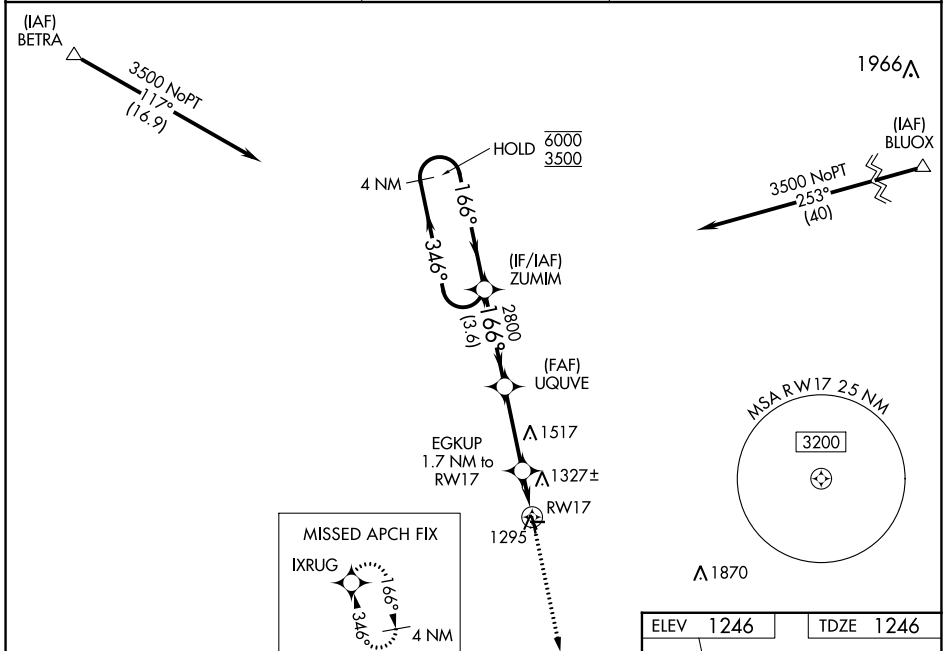 (IAF)
BETRA
3500 NoPT
117°
(16.9)
1966
(IAF)
BLUOX
3500 NoPT
253°
(40)
HOLD
6000
3500
4 NM
166°
346°
(IF/IAF)
ZUMIM
2800
166°
(3.6)
(FAF)
UQUVE
1517
EGKUP
1.7 NM to
RW17
1327±
RW17
1295
MSA RW17 25 NM
3200
MISSED APCH FIX
IXRUG
166°
346°
4 NM
1870
ELEV 1246
TDZE 1246